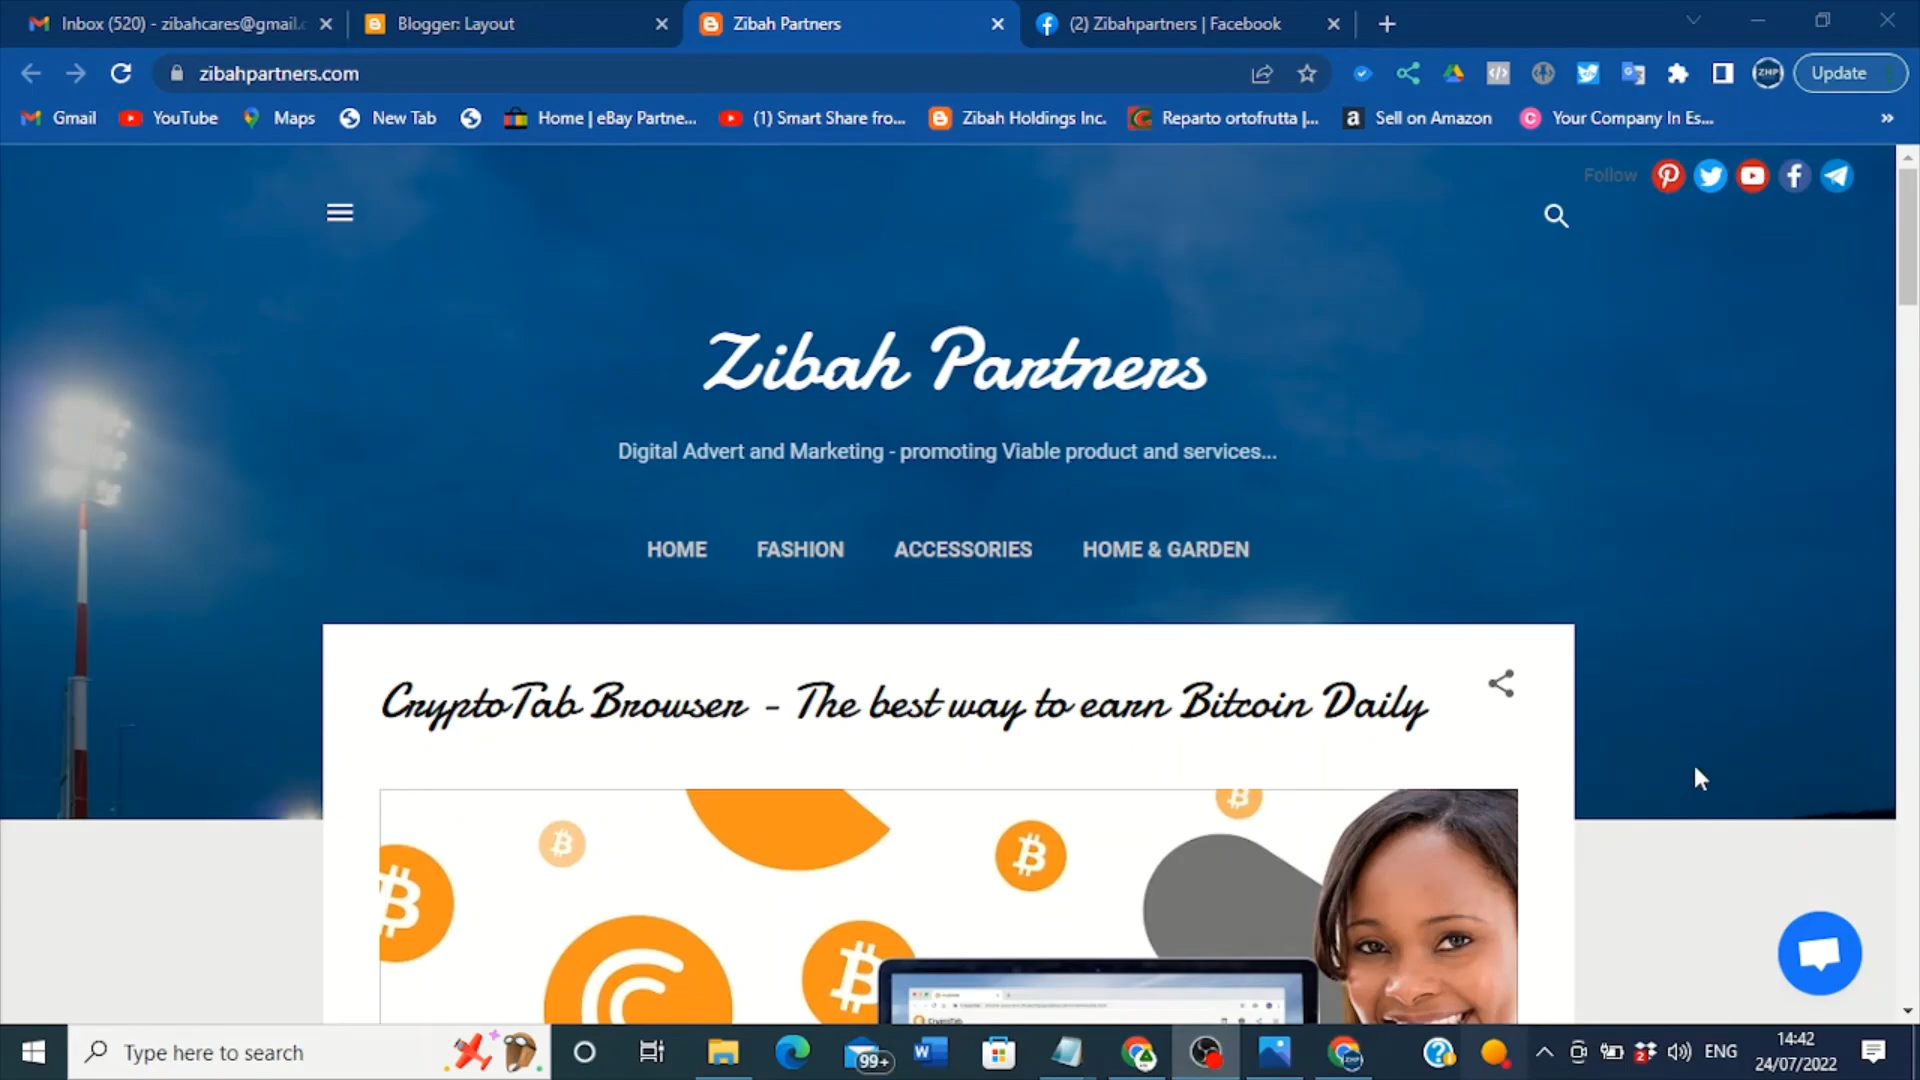 Inbox (520) - zibahcares@gmail.c
Blogger: Layout
Zibah Partners
(2) Zibahpartners | Facebook
zibahpartners.com
ZHP
Update
Gmail
YouTube
Maps
New Tab
Home | eBay Partne...
(1) Smart Share fro...
Zibah Holdings Inc.
Reparto ortofrutta |...
Sell on Amazon
Your Company In Es...
Follow
Zibah Partners
Digital Advert and Marketing - promoting Viable product and services...
HOME
FASHION
ACCESSORIES
HOME & GARDEN
CryptoTab Browser - The best way to earn Bitcoin Daily
CryptoTab
Type here to search
99+
ENG
14:42
24/07/2022